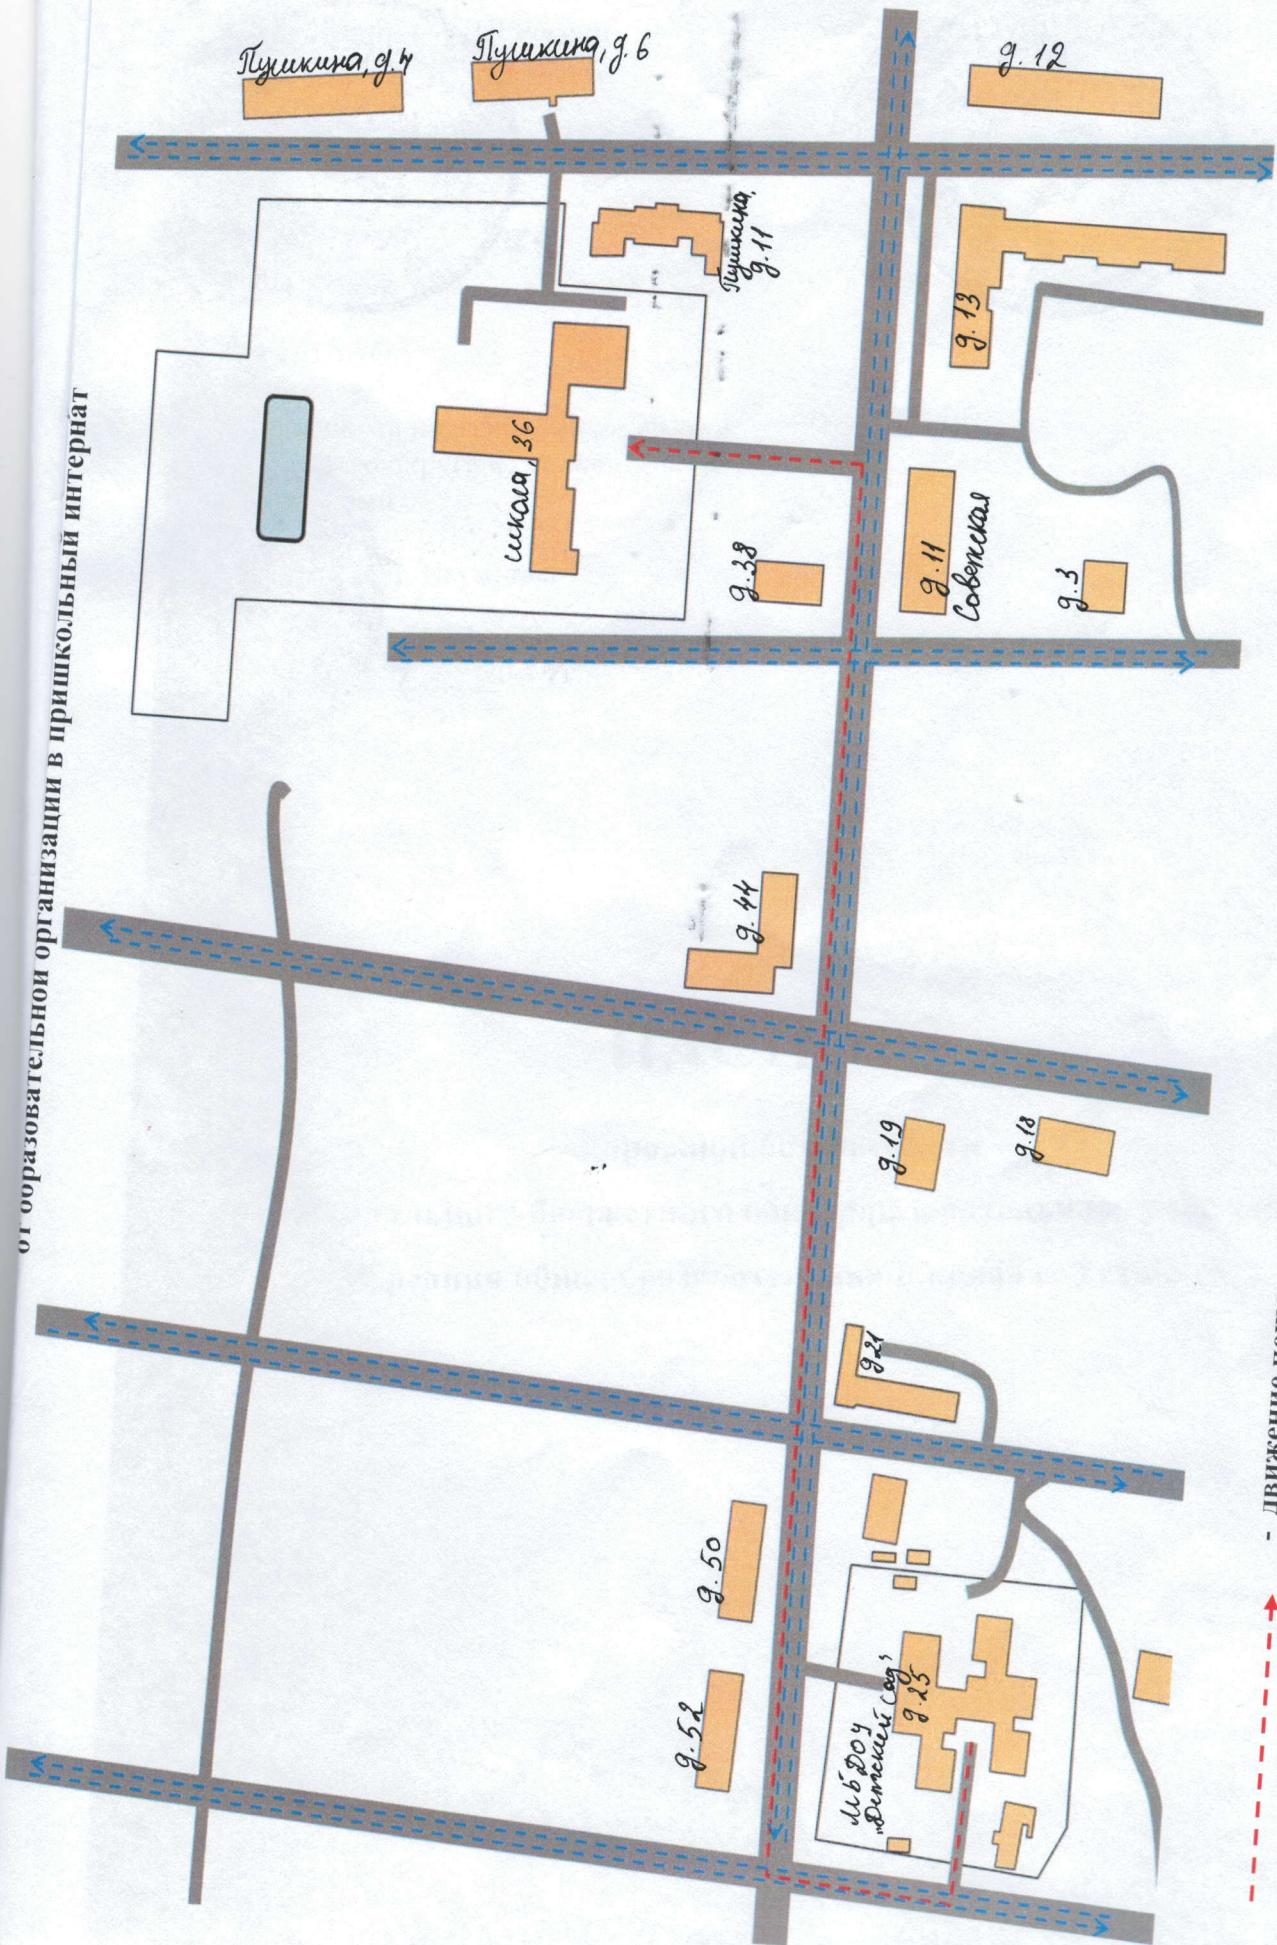 от образовательной организации в пришкольный интернат
Пушкина, д.4
Пушкина, д.6
д.12
Пушкина,
д.11
д.13
школа, 36
д.38
д.11
Советская
д.3
д.44
д.19
д.18
д.21
д.50
д.52
МБДОУ
"Детский сад"
д.25
- движение